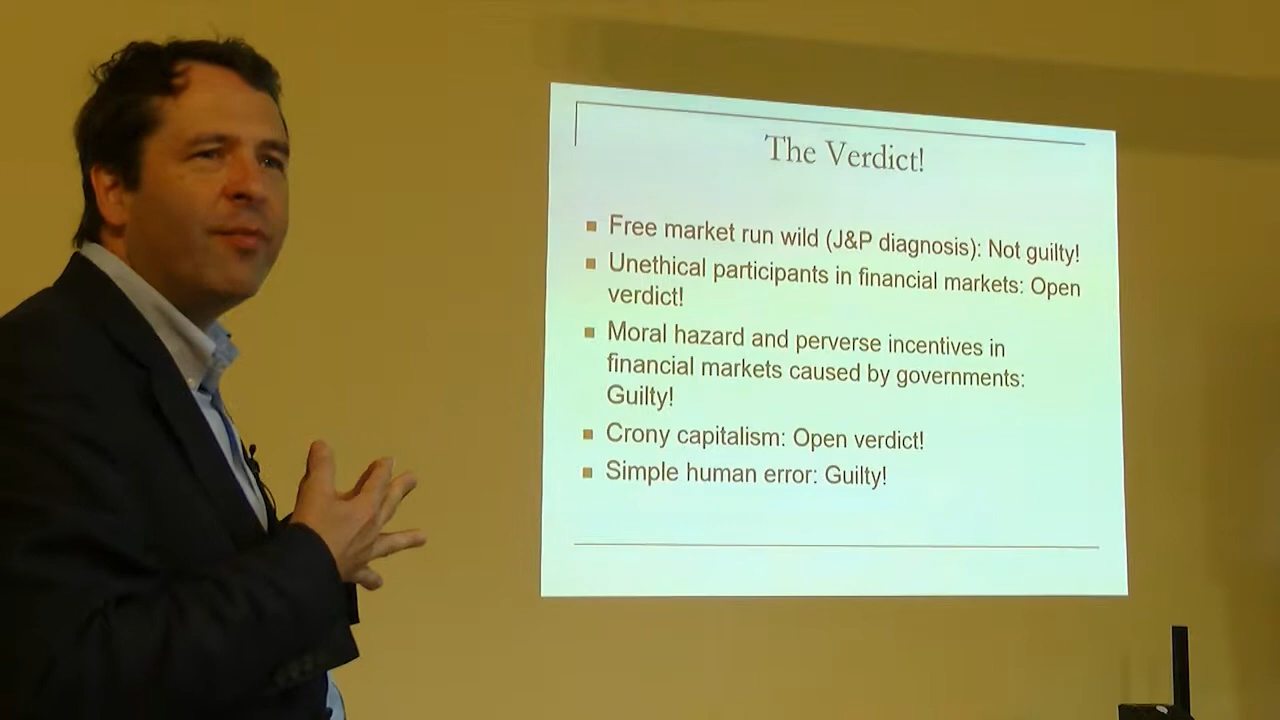 The Verdict!
Free market run wild (J&P diagnosis): Not guilty!
Unethical participants in financial markets: Open
verdict!
Moral hazard and perverse incentives in
financial markets caused by governments:
Guilty!
Crony capitalism: Open verdict!
Simple human error: Guilty!